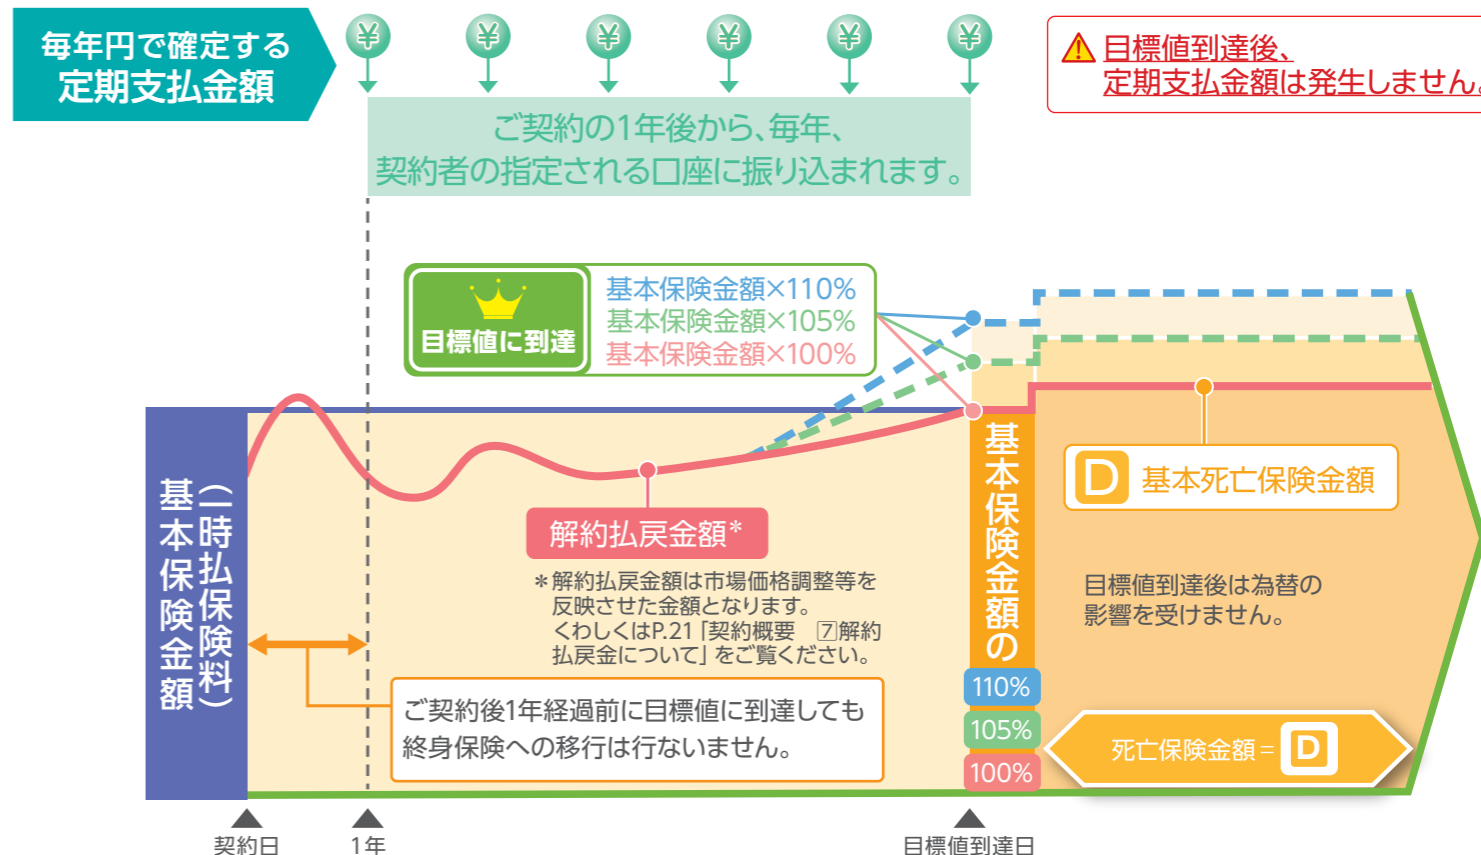 毎年円で確定する
定期支払金額
¥ ¥ ¥ ¥ ¥ ¥
⚠ 目標値到達後、
定期支払金額は発生しません。
ご契約の1年後から、毎年、
契約者の指定される口座に振り込まれます。
目標値に到達
基本保険金額×110%
基本保険金額×105%
基本保険金額×100%
基本保険金額
(一時払保険料)
解約払戻金額*
*解約払戻金額は市場価格調整等を
反映させた金額となります。
くわしくはP.21「契約概要 ⑦解約
払戻金について」をご覧ください。
ご契約後1年経過前に目標値に到達しても
終身保険への移行は行ないません。
基本保険金額の
110%
105%
100%
D 基本死亡保険金額
目標値到達後は為替の
影響を受けません。
死亡保険金額=D
契約日
1年
目標値到達日